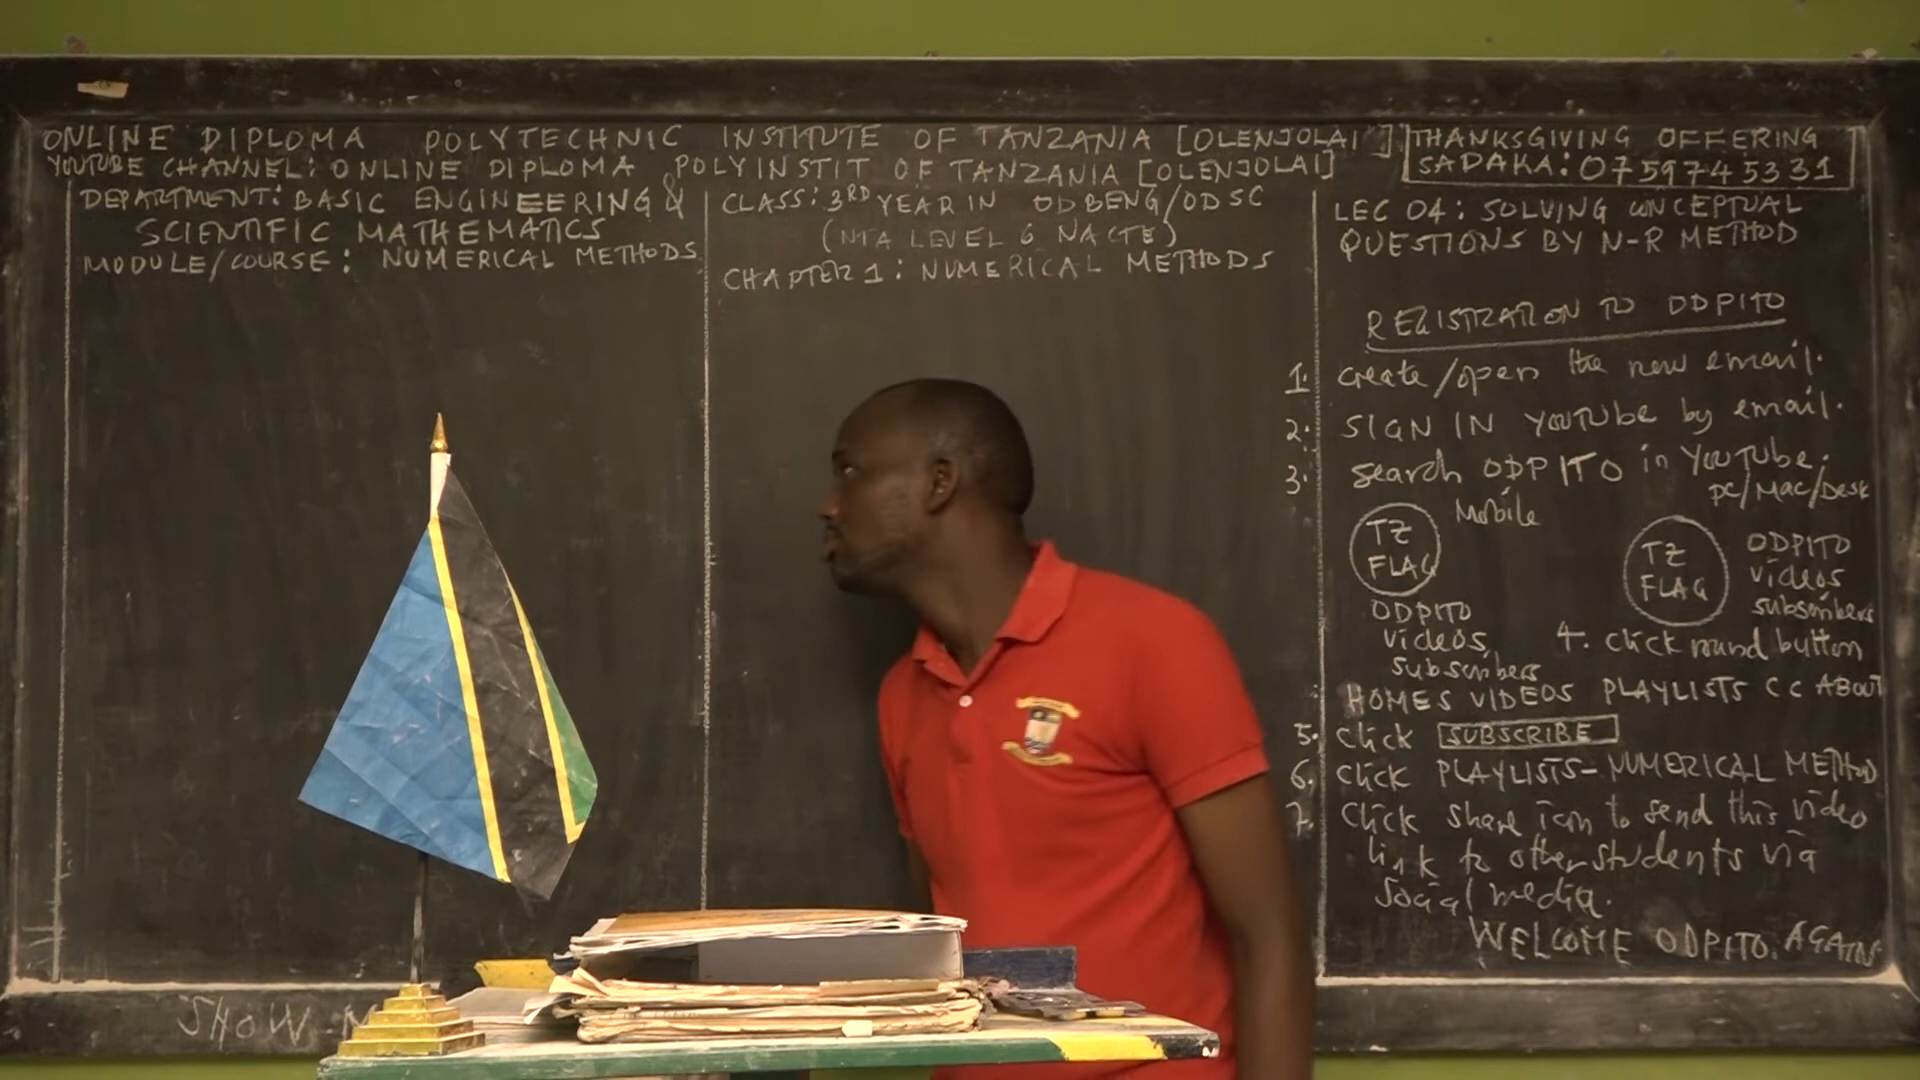 ONLINE DIPLOMA POLYTECHNIC INSTITUTE OF TANZANIA [OLENJOLAI]
YOUTUBE CHANNEL: ONLINE DIPLOMA POLYINSTIT OF TANZANIA [OLENJOLAI]
THANKSGIVING OFFERING
SADAKA: 0759745331
DEPARTMENT: BASIC ENGINEERING &
SCIENTIFIC MATHEMATICS
MODULE/COURSE: NUMERICAL METHODS
CLASS: 3RD YEAR IN ODBENG/ODSC
(NTA LEVEL 6 NACTE)
CHAPTER 1: NUMERICAL METHODS
LEC 04: SOLVING CONCEPTUAL
QUESTIONS BY N-R METHOD
REGISTRATION TO ODPITO
1. create/open the new email.
2. SIGN IN YOUTUBE by email.
3. search ODPITO in YouTube.
Mobile PC/Mac/Desk
TZ FLAG
ODPITO
videos,
subscribers
TZ FLAG
ODPITO
videos
subscribers
4. click round button
HOMES VIDEOS PLAYLISTS CC ABOUT
5. Click SUBSCRIBE
6. Click PLAYLISTS-NUMERICAL METHOD
7. Click share icon to send this video
link to other students via
social media.
WELCOME ODPITO AGAIN
SHOW